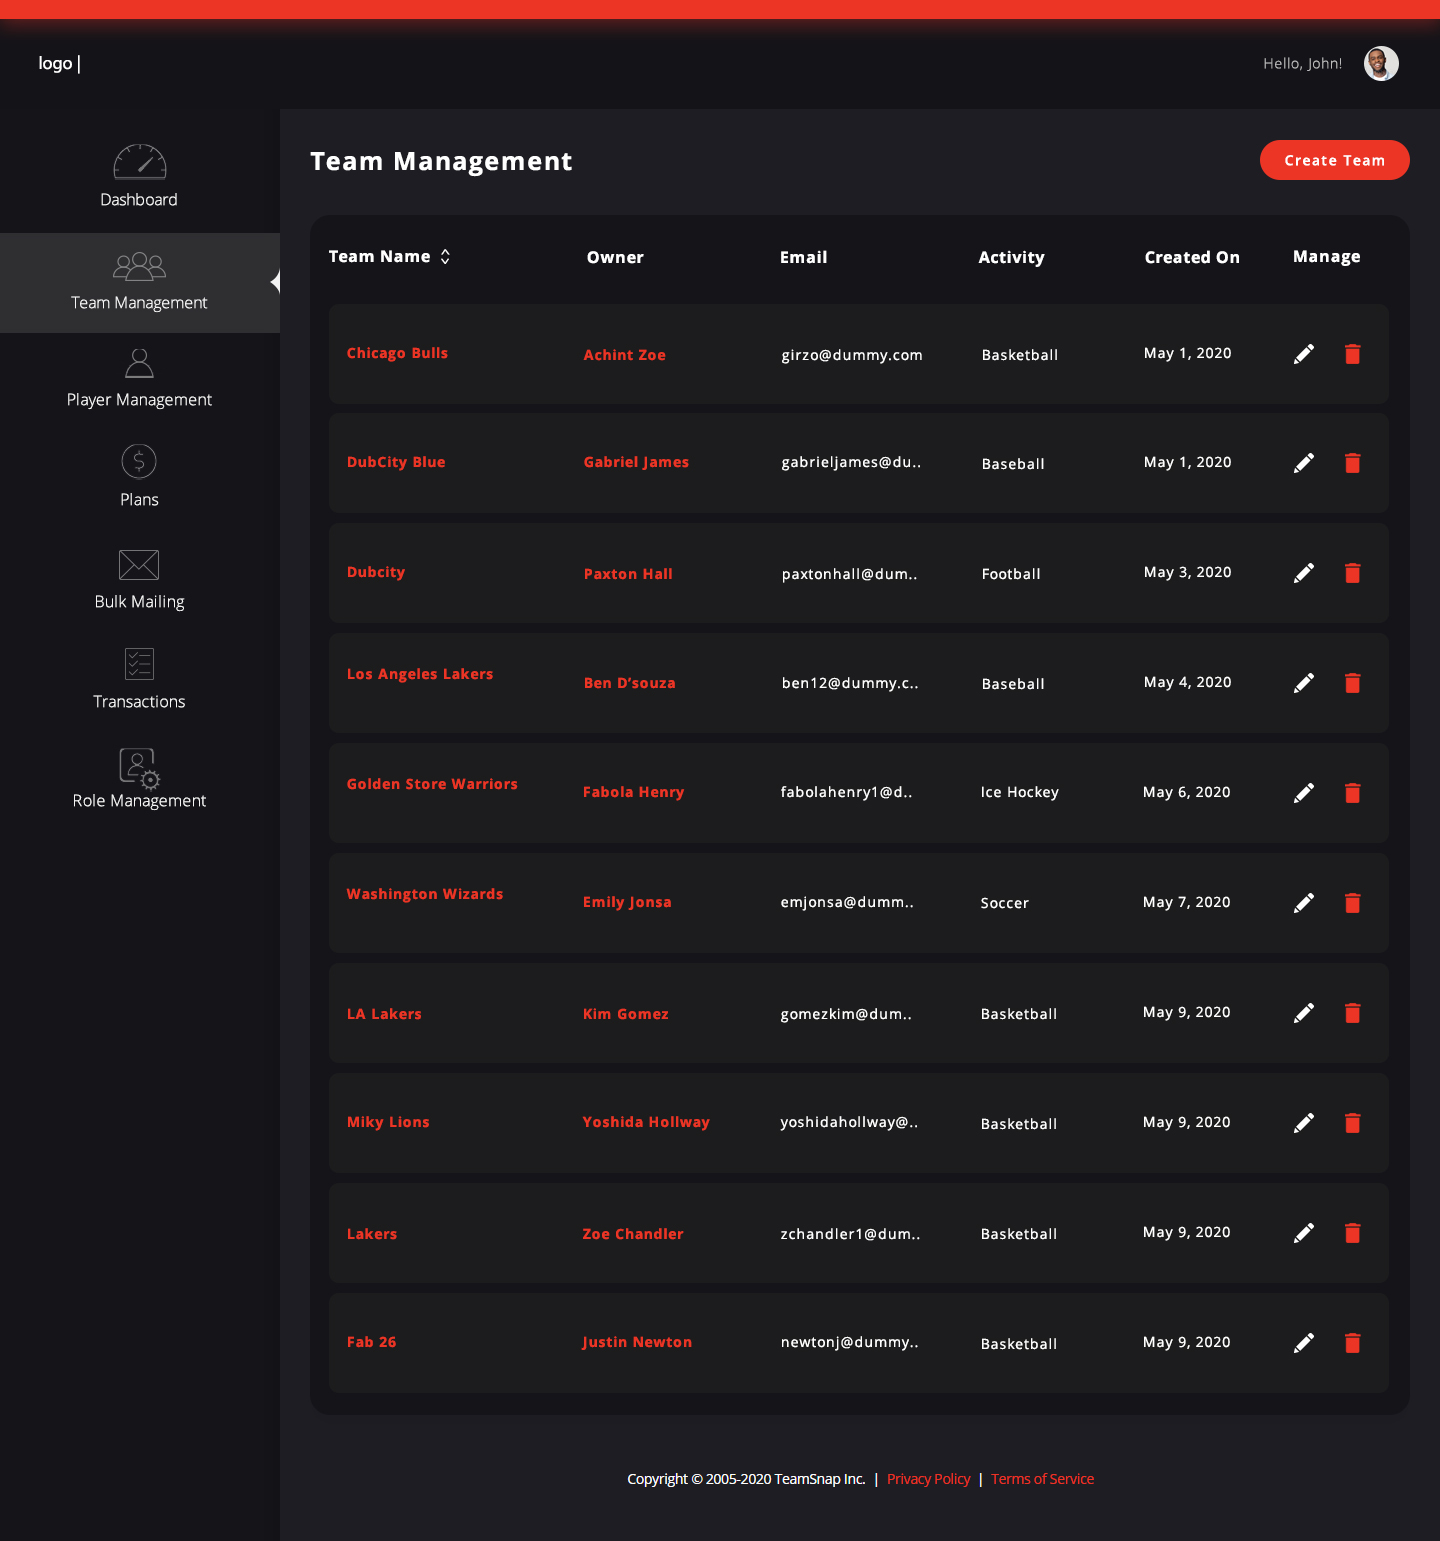 logo |
Hello, John!
Dashboard
Team Management
Player Management
Plans
Bulk Mailing
Transactions
Role Management
Team Management
Create Team
Team Name Owner Email Activity Created On Manage
Chicago Bulls Achint Zoe girzo@dummy.com Basketball May 1, 2020
DubCity Blue Gabriel James gabrieljames@du.. Baseball May 1, 2020
Dubcity Paxton Hall paxtonhall@dum.. Football May 3, 2020
Los Angeles Lakers Ben D’souza ben12@dummy.c.. Baseball May 4, 2020
Golden Store Warriors Fabola Henry fabolahenry1@d.. Ice Hockey May 6, 2020
Washington Wizards Emily Jonsa emjonsa@dumm.. Soccer May 7, 2020
LA Lakers Kim Gomez gomezkim@dum.. Basketball May 9, 2020
Miky Lions Yoshida Hollway yoshidahollway@.. Basketball May 9, 2020
Lakers Zoe Chandler zchandler1@dum.. Basketball May 9, 2020
Fab 26 Justin Newton newtonj@dummy.. Basketball May 9, 2020
Copyright © 2005-2020 TeamSnap Inc. | Privacy Policy | Terms of Service